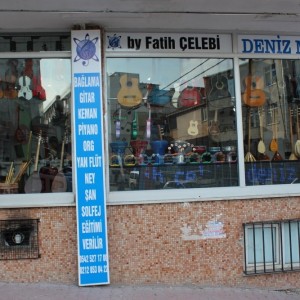 by Fatih ÇELEBİ
DENİZ
BAĞLAMA
GİTAR
KEMAN
PİYANO
ORG
YAN FLÜT
NEY
ŞAN
SOLFEJ
EĞİTİMİ
VERİLİR